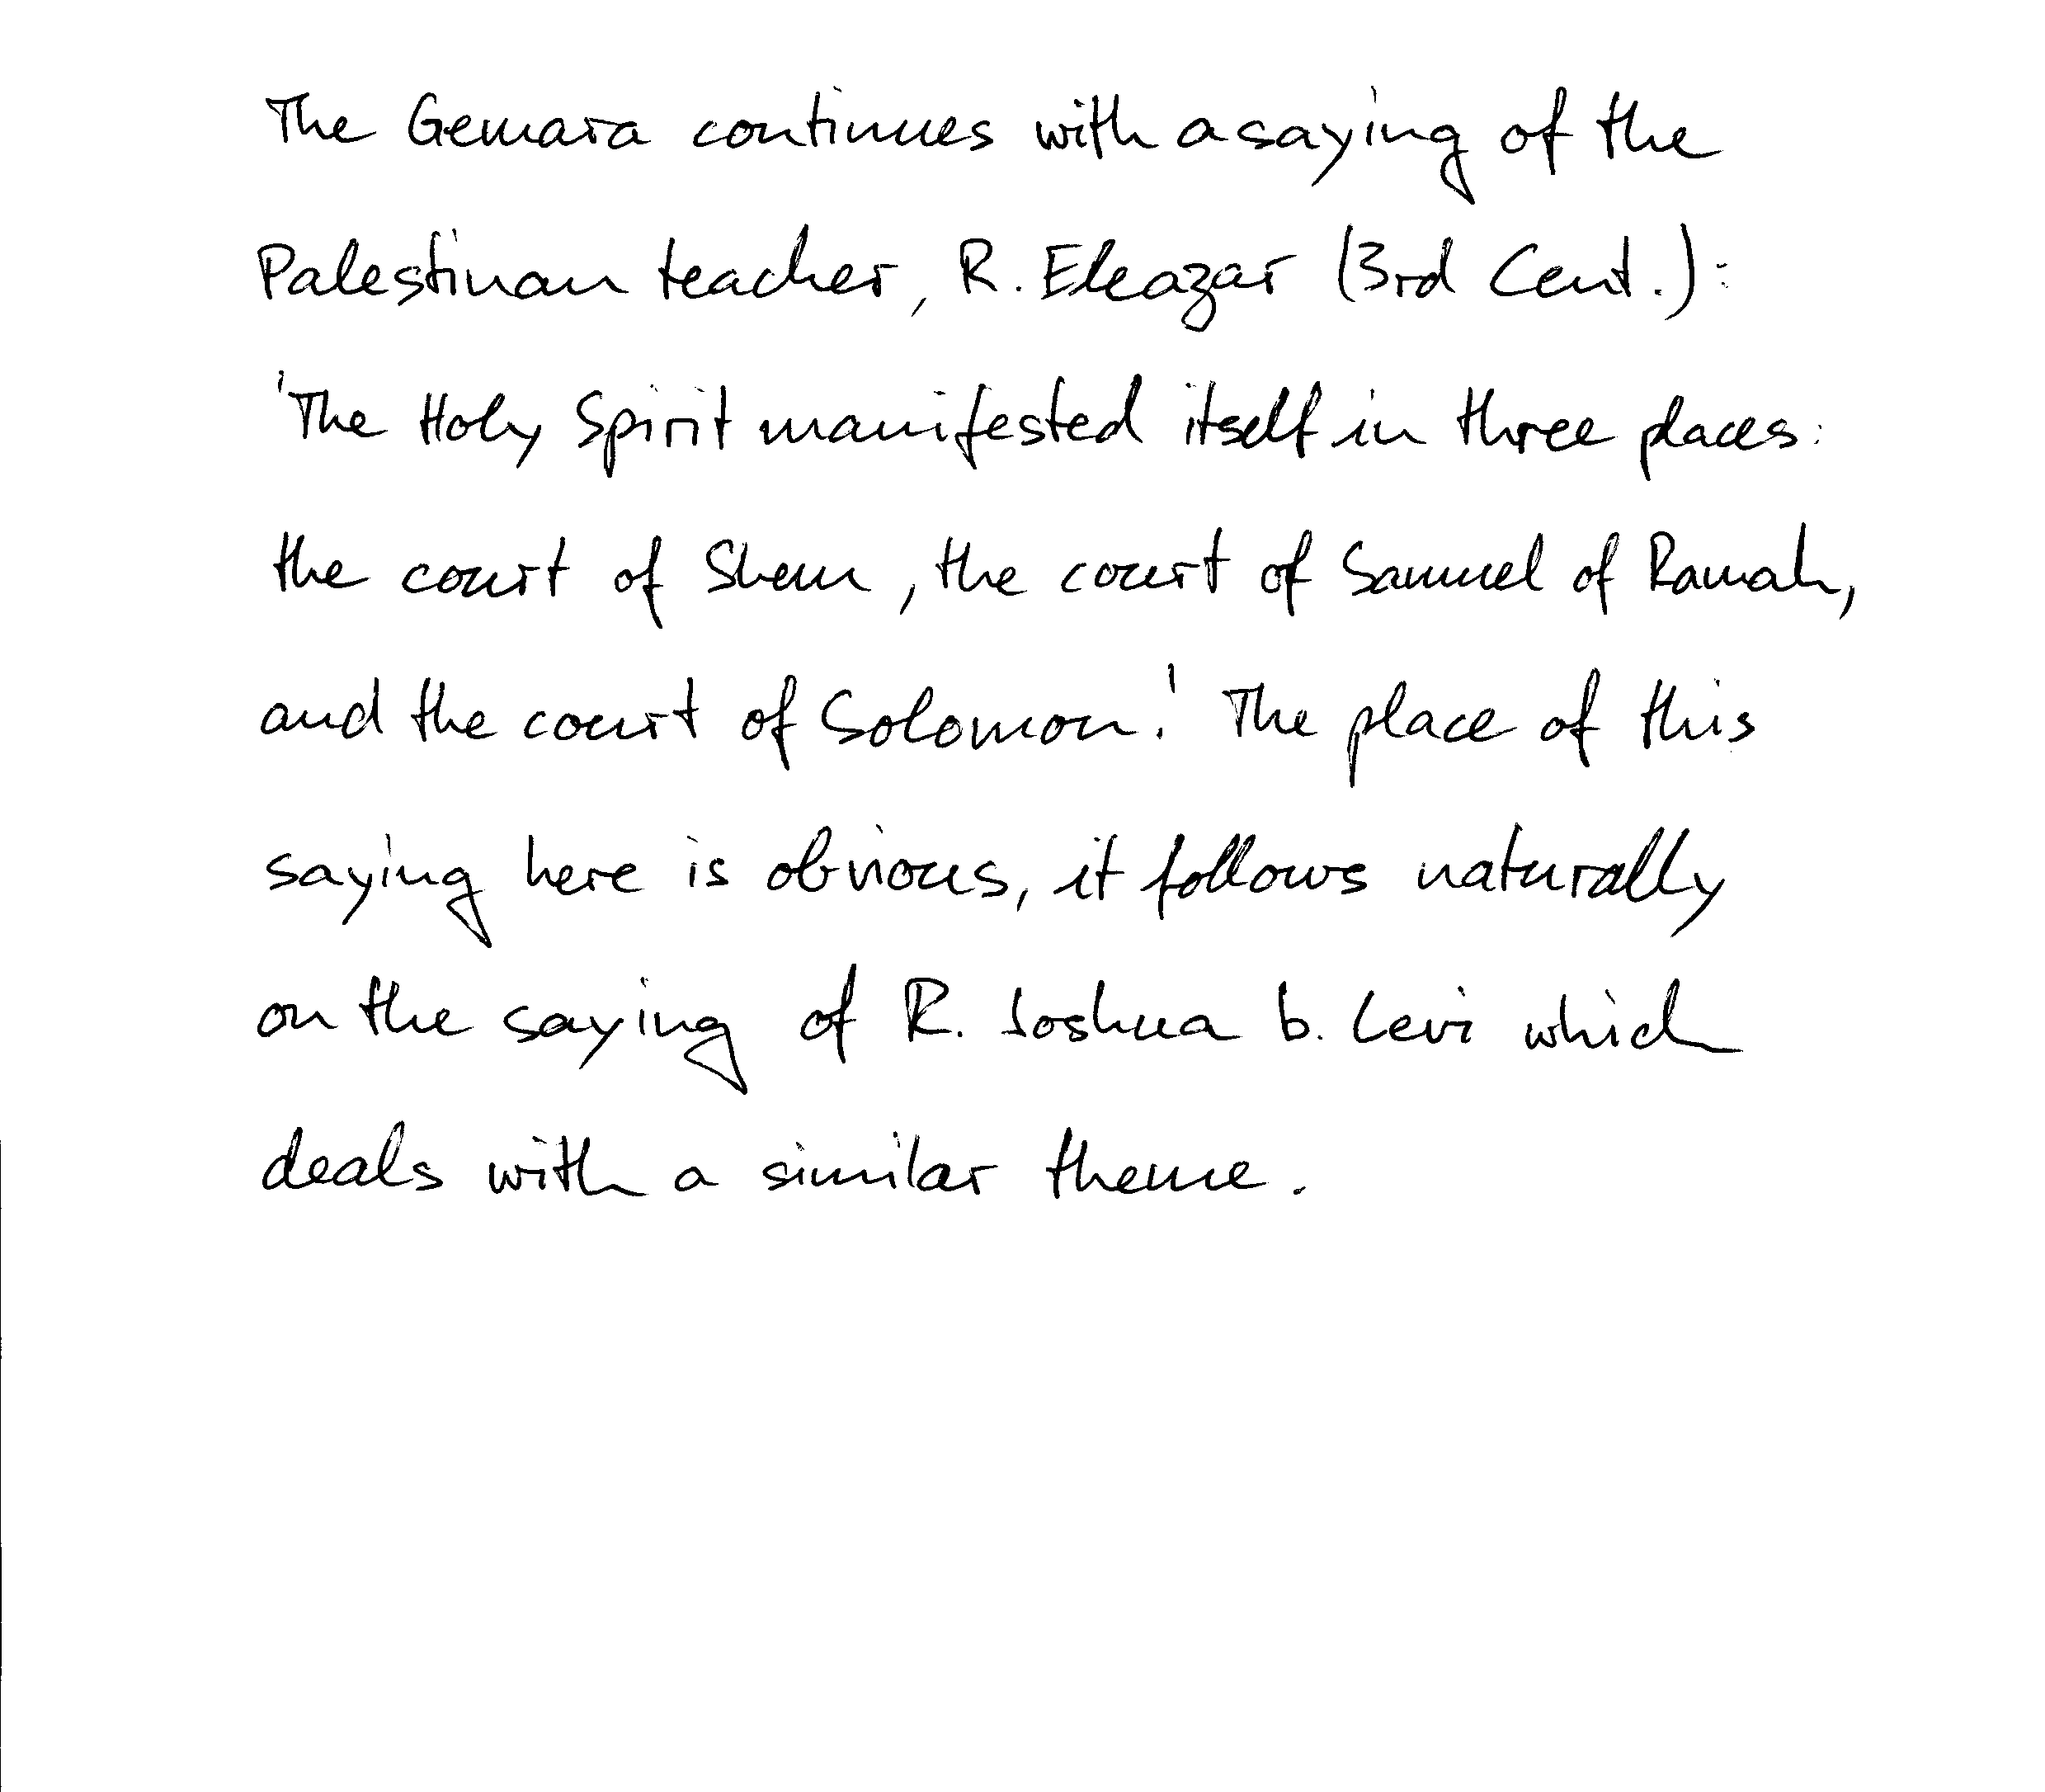 The Gemara continues with a saying of the
Palestinan teacher, R. Eleazar (3rd Cent.):
'The Holy Spirit manifested itself in three places:
the court of Shem, the court of Samuel of Ramah,
and the court of Solomon.' The place of this
saying here is obvious, it follows naturally
on the saying of R. Joshua b. Levi which
deals with a similar theme.